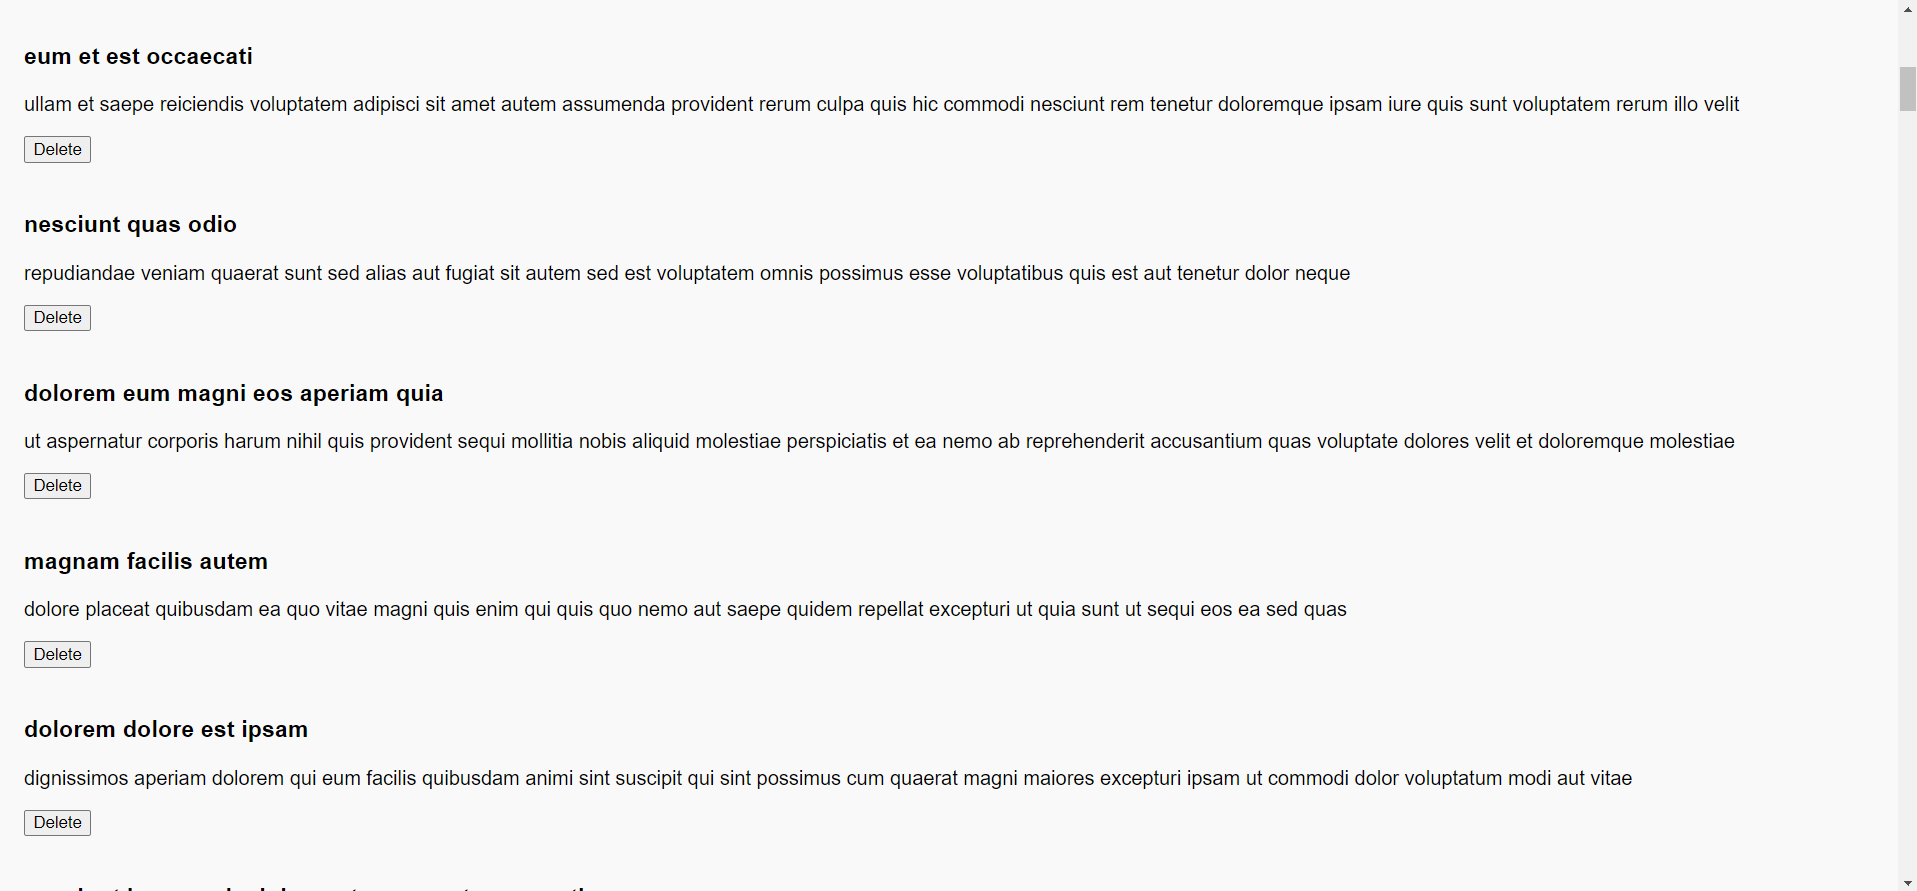 eum et est occaecati
ullam et saepe reiciendis voluptatem adipisci sit amet autem assumenda provident rerum culpa quis hic commodi nesciunt rem tenetur doloremque ipsam iure quis sunt voluptatem rerum illo velit
Delete
nesciunt quas odio
repudiandae veniam quaerat sunt sed alias aut fugiat sit autem sed est voluptatem omnis possimus esse voluptatibus quis est aut tenetur dolor neque
Delete
dolorem eum magni eos aperiam quia
ut aspernatur corporis harum nihil quis provident sequi mollitia nobis aliquid molestiae perspiciatis et ea nemo ab reprehenderit accusantium quas voluptate dolores velit et doloremque molestiae
Delete
magnam facilis autem
dolore placeat quibusdam ea quo vitae magni quis enim qui quis quo nemo aut saepe quidem repellat excepturi ut quia sunt ut sequi eos ea sed quas
Delete
dolorem dolore est ipsam
dignissimos aperiam dolorem qui eum facilis quibusdam animi sint suscipit qui sint possimus cum quaerat magni maiores excepturi ipsam ut commodi dolor voluptatum modi aut vitae
Delete